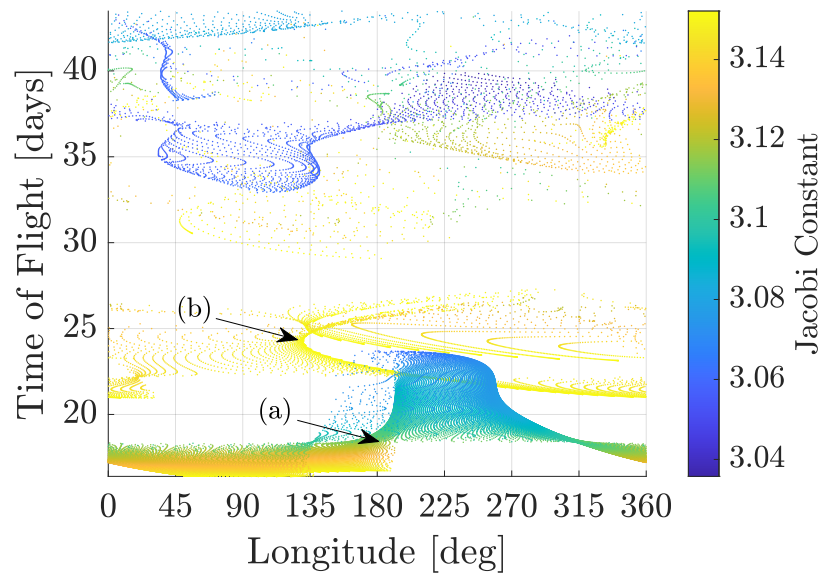 Time of Flight [days]
40
35
30
25
20
(b)
(a)
0 45 90 135 180 225 270 315 360
Longitude [deg]
3.14
3.12
3.1
3.08
3.06
3.04
Jacobi Constant